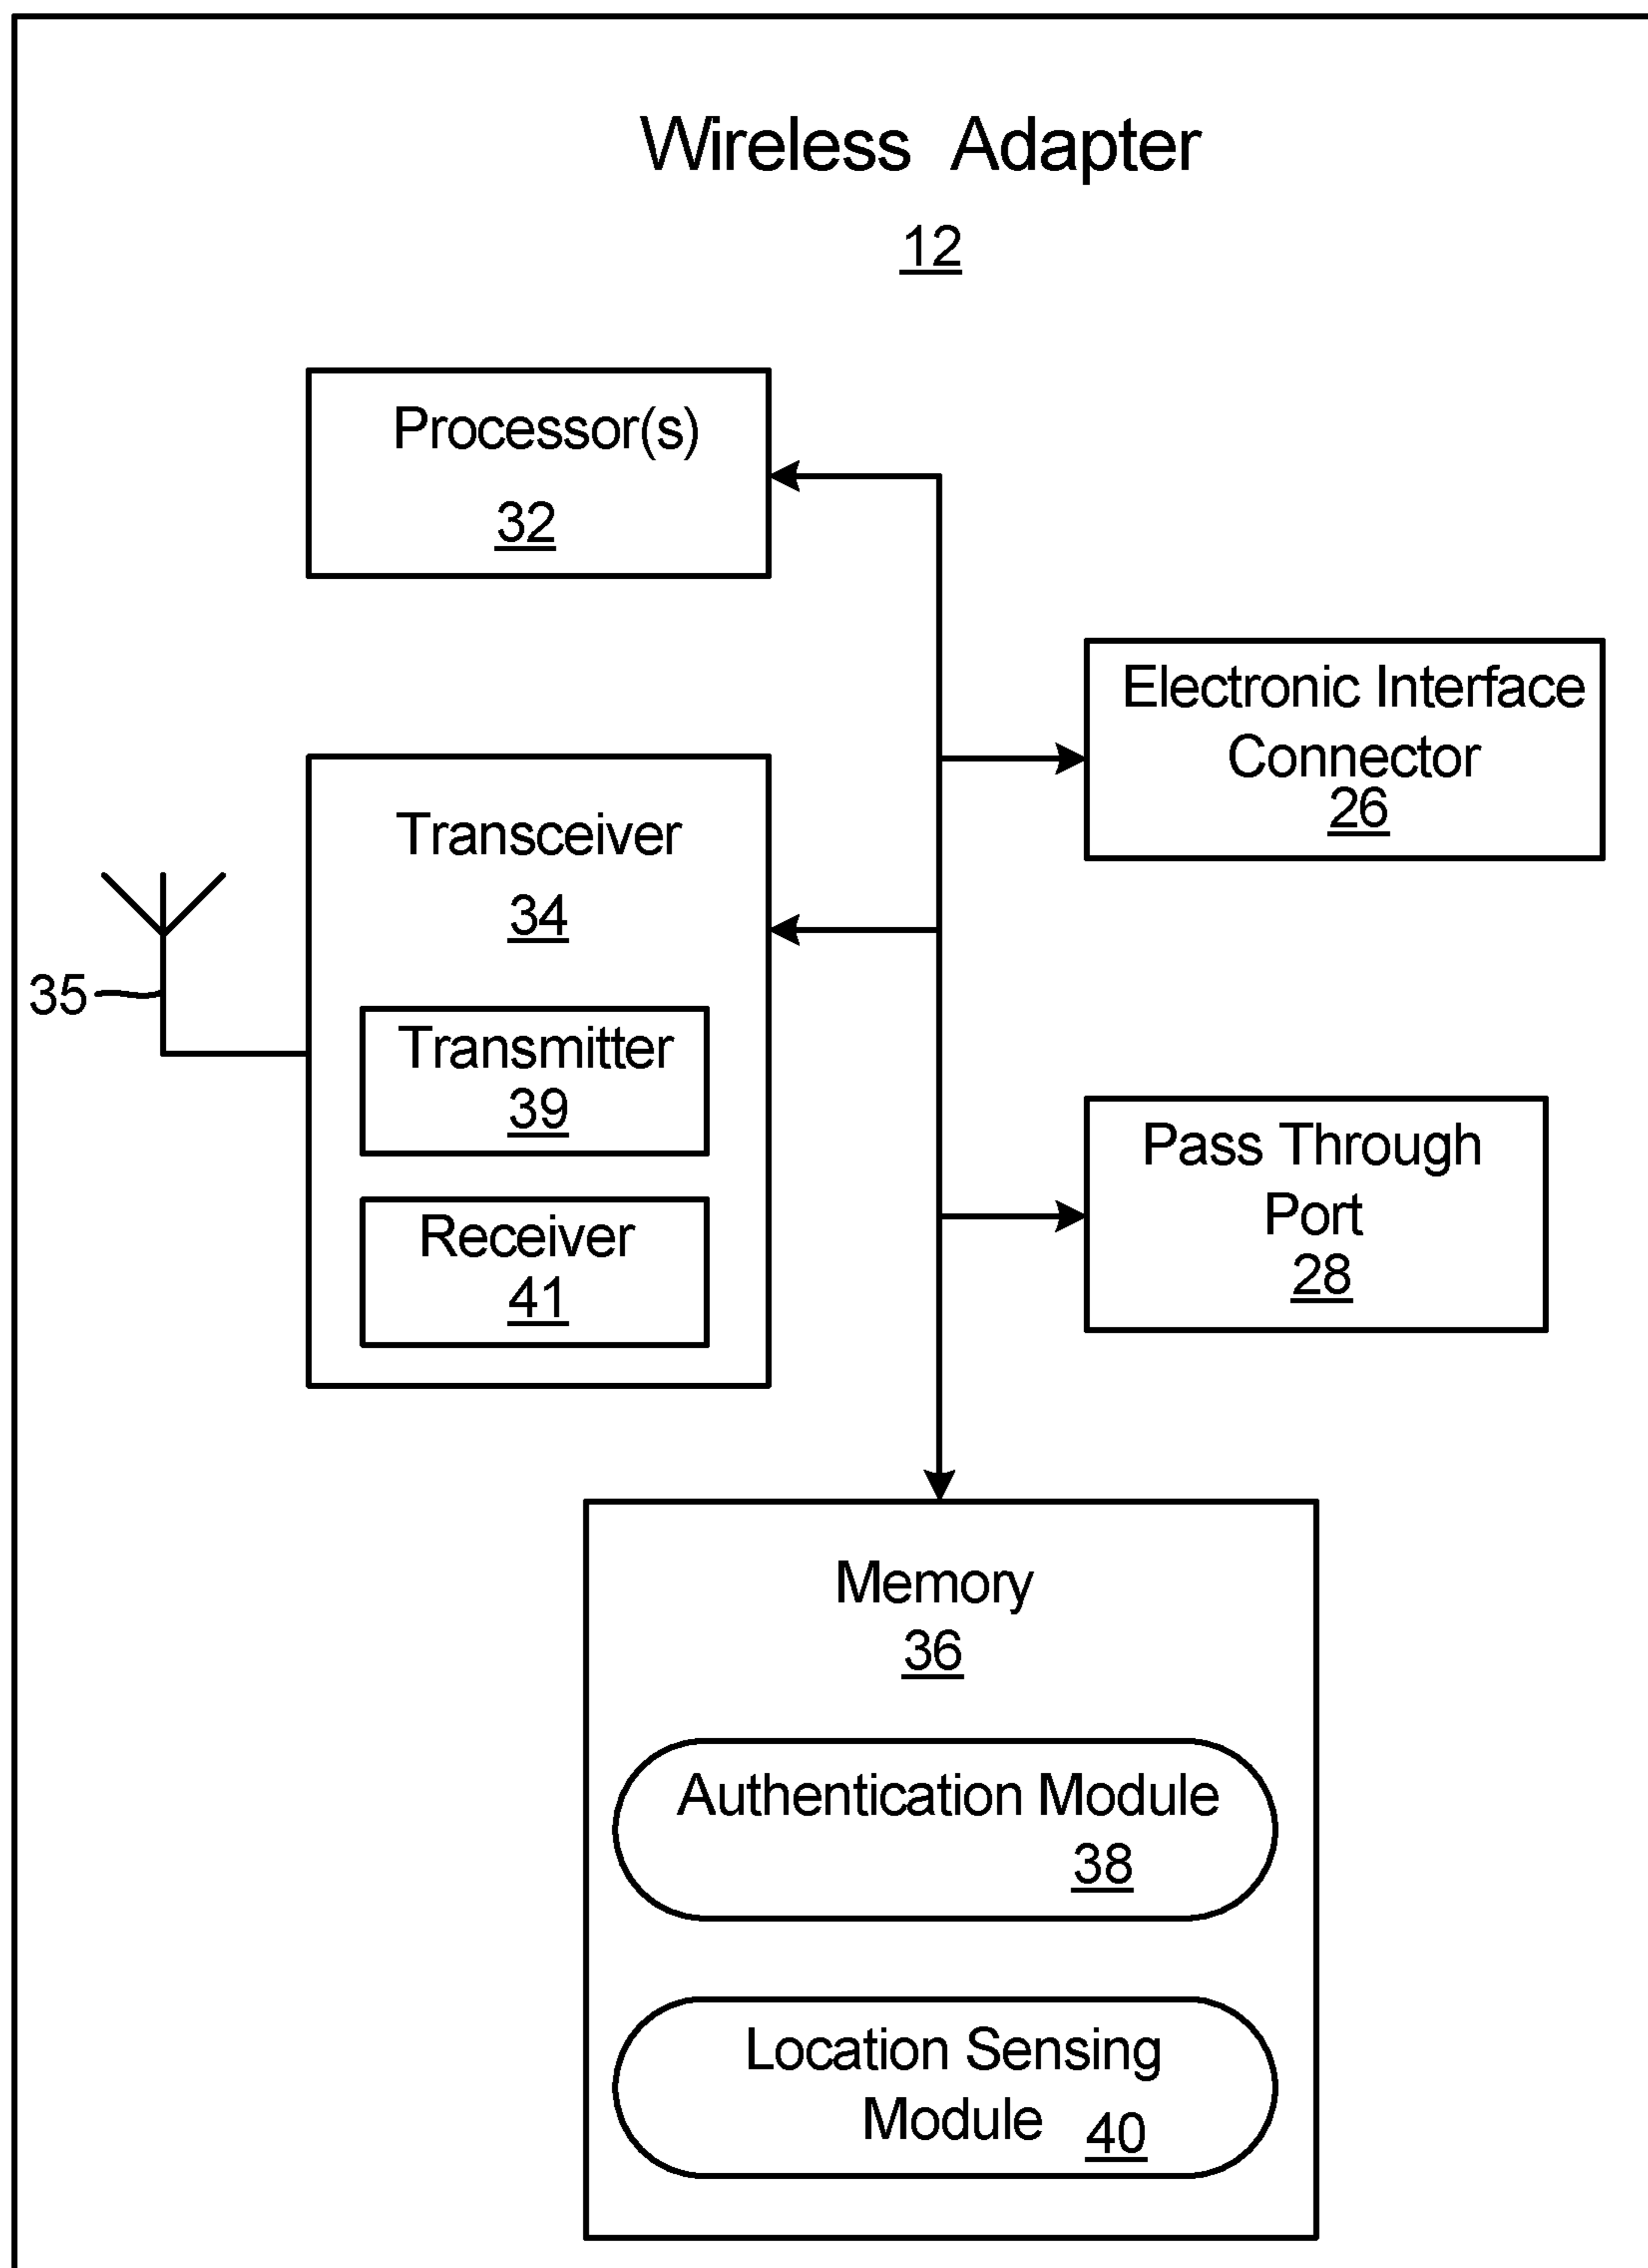 Wireless Adapter
12
Processor(s)
32
Electronic Interface
Connector
26
Transceiver
34
35
Transmitter
39
Receiver
41
Pass Through
Port
28
Memory
36
Authentication Module
38
Location Sensing
Module 40